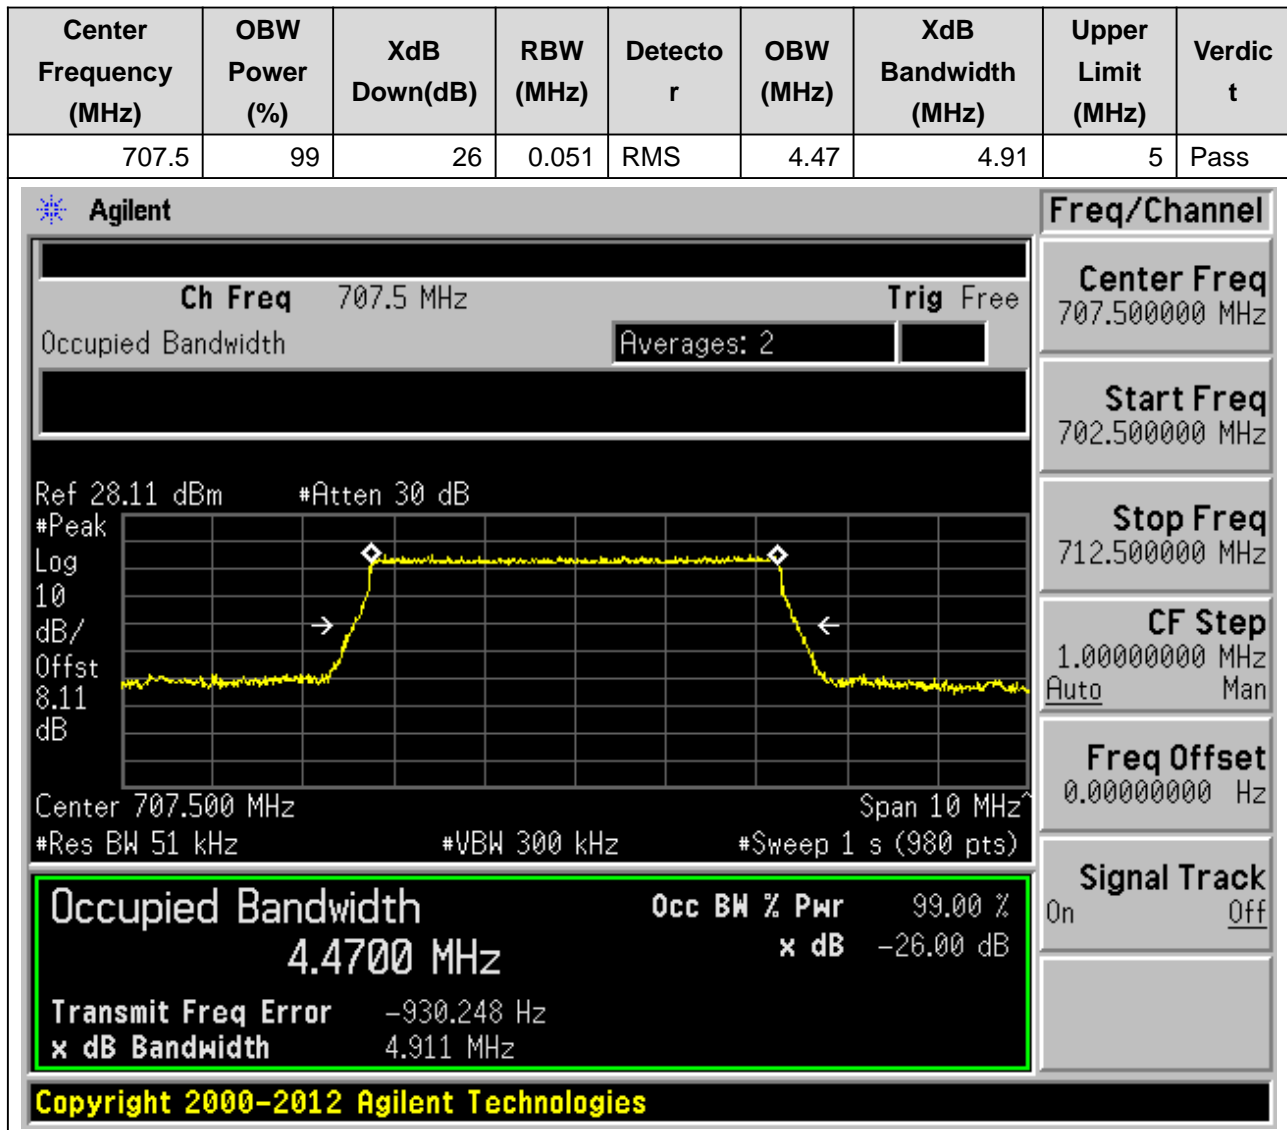 Center Frequency (MHz) OBW Power (%) XdB Down(dB) RBW (MHz) Detecto r OBW (MHz) XdB Bandwidth (MHz) Upper Limit (MHz) Verdic t
707.5 99 26 0.051 RMS 4.47 4.91 5 Pass
Agilent
Freq/Channel
Ch Freq 707.5 MHz Trig Free
Occupied Bandwidth Averages: 2
Ref 28.11 dBm #Atten 30 dB
#Peak
Log
10
dB/
Offst
8.11
dB
Center 707.500 MHz Span 10 MHz^
#Res BW 51 kHz #VBW 300 kHz #Sweep 1 s (980 pts)
Occupied Bandwidth
4.4700 MHz
Occ BW % Pwr 99.00 %
x dB -26.00 dB
Transmit Freq Error -930.248 Hz
x dB Bandwidth 4.911 MHz
Center Freq
707.500000 MHz
Start Freq
702.500000 MHz
Stop Freq
712.500000 MHz
CF Step
1.00000000 MHz
Auto Man
Freq Offset
0.00000000 Hz
Signal Track
On Off
Copyright 2000-2012 Agilent Technologies